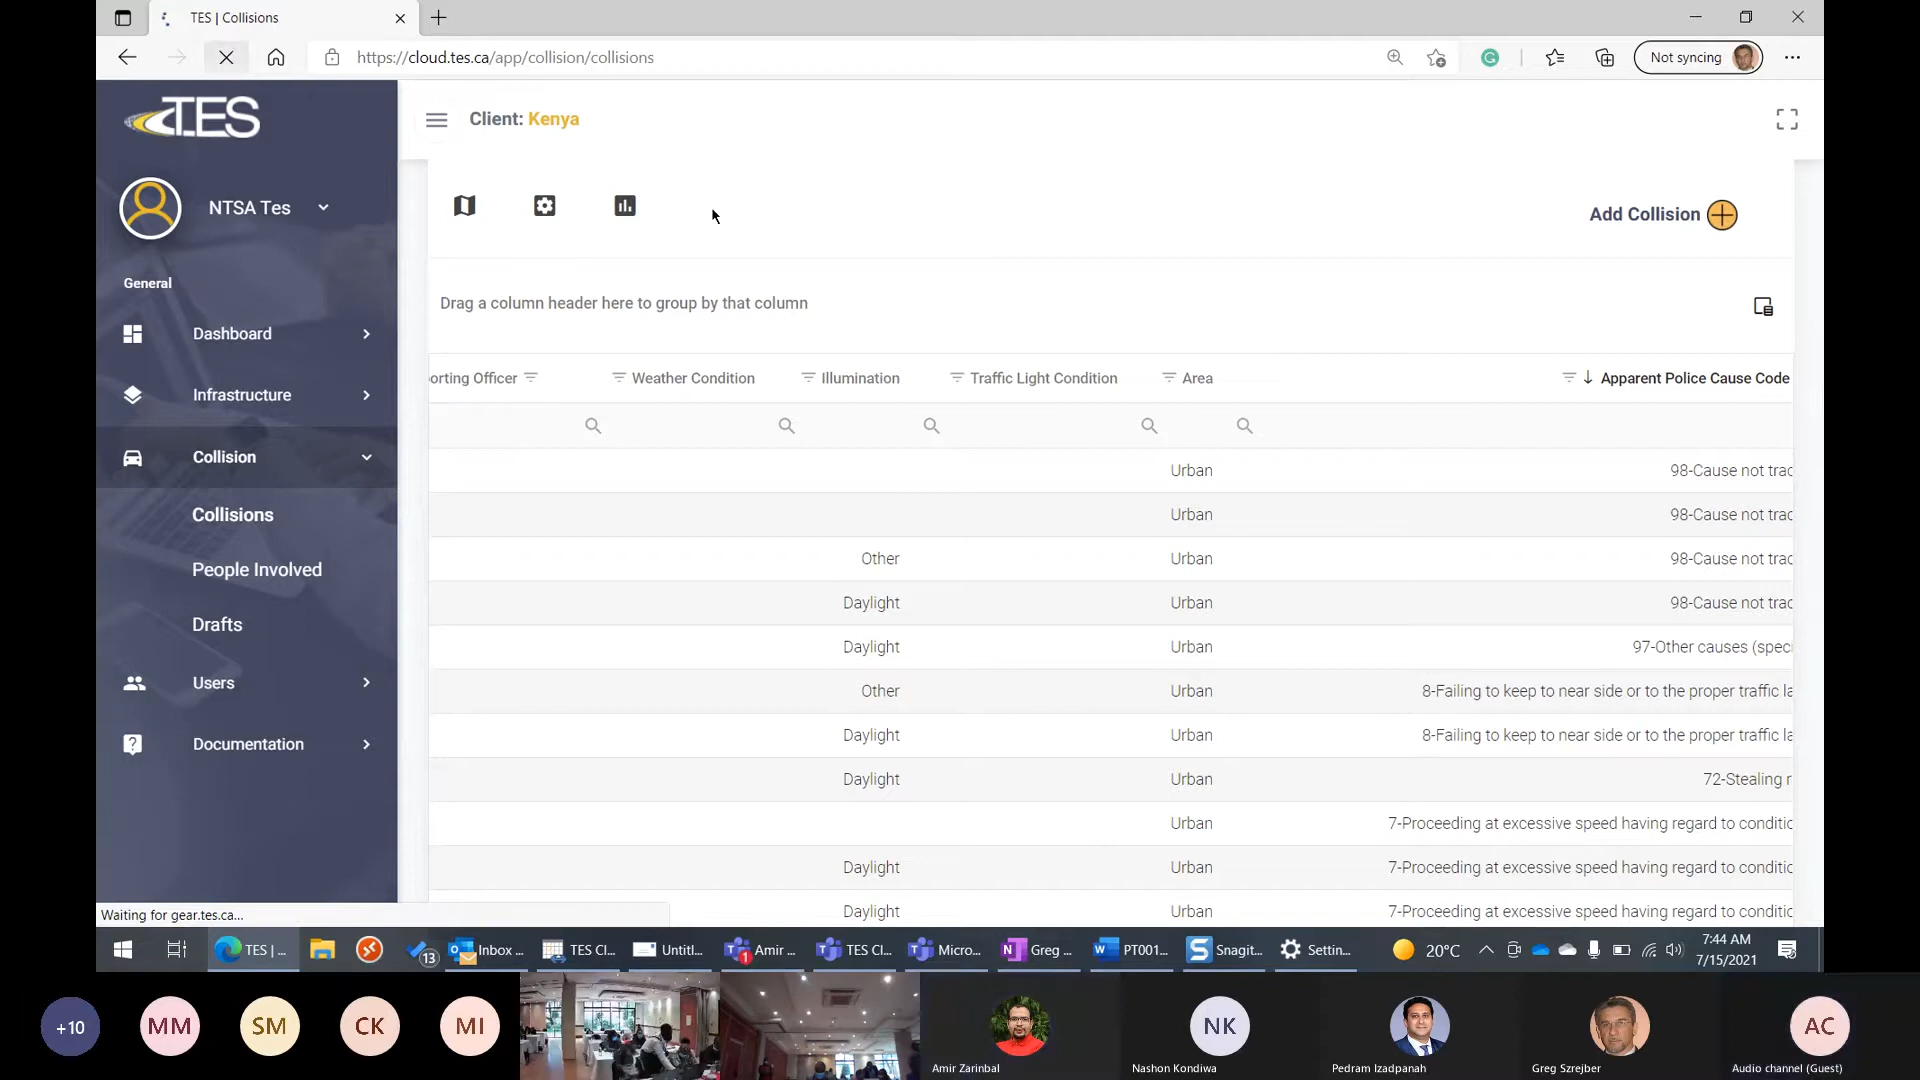 TES | Collisions
https://cloud.tes.ca/app/collision/collisions
Not syncing
TES
Client: Kenya
NTSA Tes
Add Collision
General
Drag a column header here to group by that column
Dashboard
Infrastructure
Collision
Collisions
People Involved
Drafts
Users
Documentation
orting Officer Weather Condition Illumination Traffic Light Condition Area Apparent Police Cause Code
Urban 98-Cause not trac
Urban 98-Cause not trac
Other Urban 98-Cause not trac
Daylight Urban 98-Cause not trac
Daylight Urban 97-Other causes (speci
Other Urban 8-Failing to keep to near side or to the proper traffic la
Daylight Urban 8-Failing to keep to near side or to the proper traffic la
Daylight Urban 72-Stealing r
Urban 7-Proceeding at excessive speed having regard to conditic
Daylight Urban 7-Proceeding at excessive speed having regard to conditic
Daylight Urban 7-Proceeding at excessive speed having regard to conditic
Waiting for gear.tes.ca...
TES | ... 13 Inbox ... TES Cl... Untitl... 1 Amir ... TES Cl... Micro... Greg ... PT001... Snagit... Settin... 20°C 7:44 AM
7/15/2021
+10 MM SM CK MI NK AC
Amir Zarinbal Nashon Kondiwa Pedram Izadpanah Greg Szrejber Audio channel (Guest)